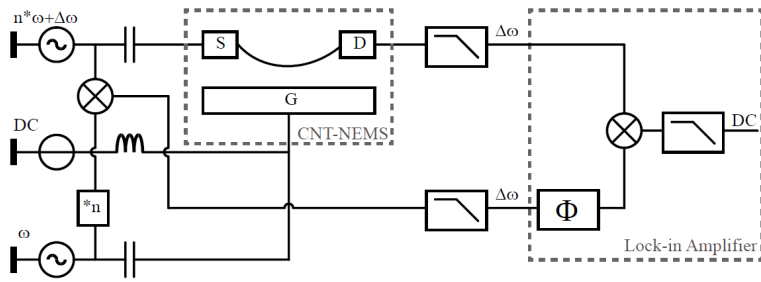 n*ω+Δω
S
D
Δω
G
CNT-NEMS
DC
DC
*n
Δω
Φ
ω
Lock-in Amplifier